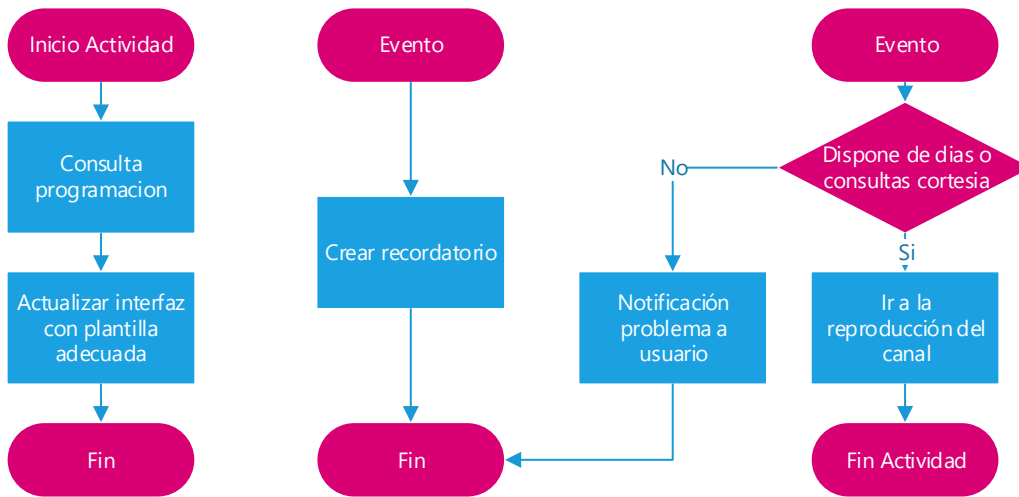 Inicio Actividad
Consulta
programacion
Actualizar interfaz
con plantilla
adecuada
Fin
Evento
Crear recordatorio
Fin
Evento
Dispone de dias o
consultas cortesia
No
Si
Notificación
problema a
usuario
Ir a la
reproducción del
canal
Fin Actividad